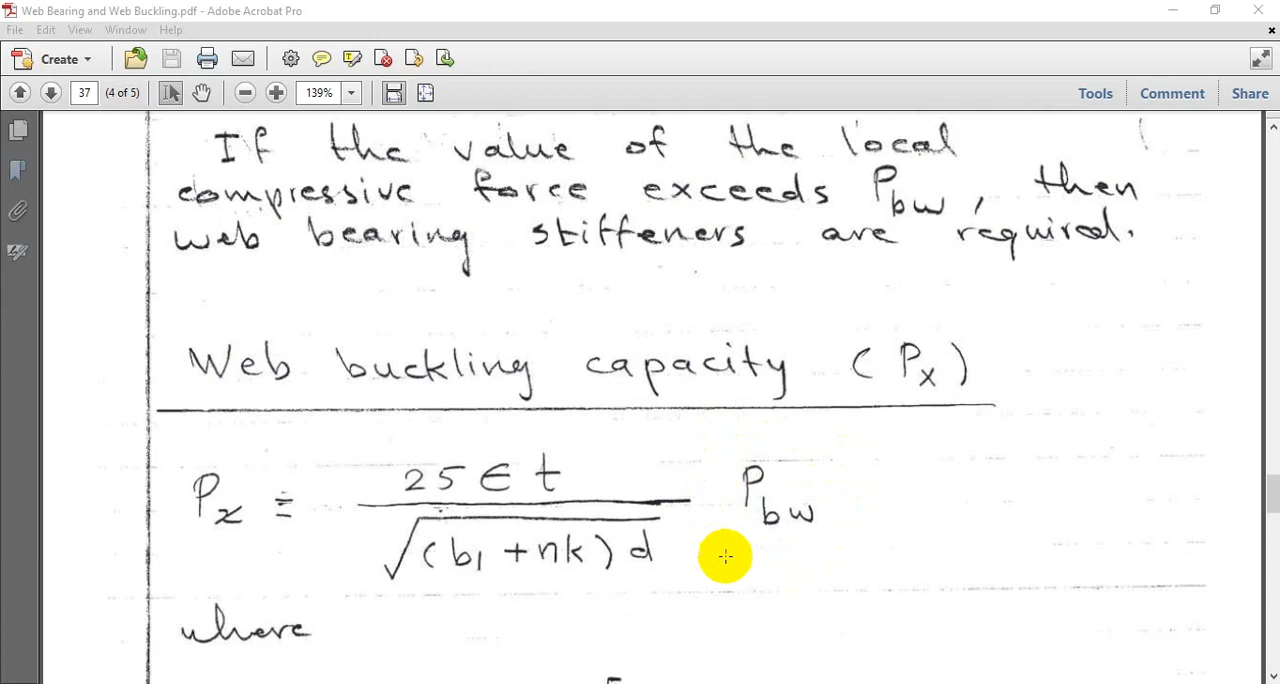 Web Bearing and Web Buckling.pdf - Adobe Acrobat Pro
File Edit View Window Help
Create
37 (4 of 5) 139% Tools Comment Share
If the value of the local
compressive force exceeds Pbw, then
web bearing stiffeners are required.
Web buckling capacity (Px)
Px = 25 ∈ t / √(b1 + nk) d Pbw
where